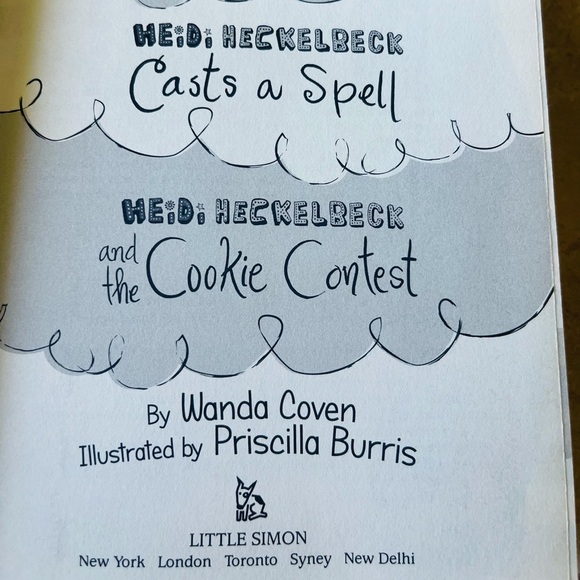 HEIDI HECKELBECK
Casts a Spell
HEIDI HECKELBECK
and
the Cookie Contest
By Wanda Coven
Illustrated by Priscilla Burris
LITTLE SIMON
New York London Toronto Syney New Delhi